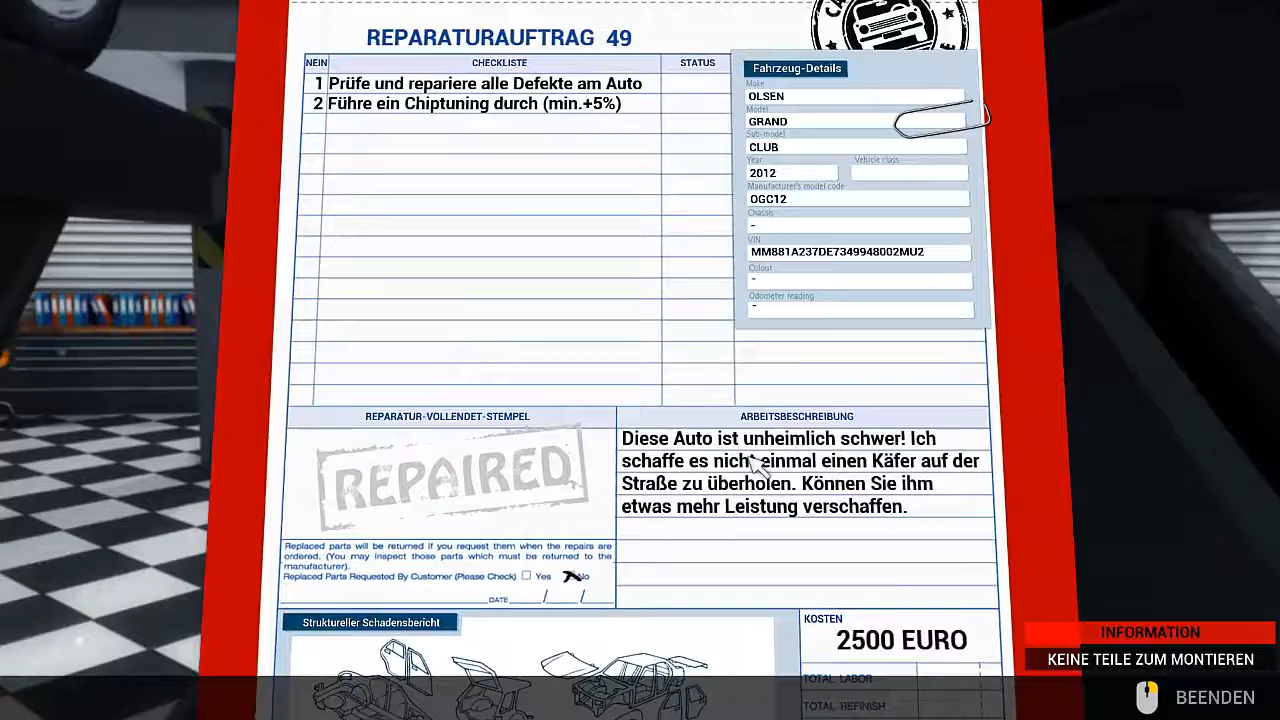 REPARATURAUFTRAG 49
NEIN CHECKLISTE STATUS
1 Prüfe und repariere alle Defekte am Auto
2 Führe ein Chiptuning durch (min.+5%)
Fahrzeug-Details
Make
OLSEN
Model
GRAND
Sub-model
CLUB
Year Vehicle class
2012
Manufacturer's model code
OGC12
Chassis
-
VIN
MM881A237DE7349948002MU2
Colour
-
Odometer reading
-
REPARATUR-VOLLENDET-STEMPEL
REPAIRED
Replaced parts will be returned if you request them when the repairs are
ordered. (You may inspect those parts which must be returned to the
manufacturer).
Replaced Parts Requested By Customer (Please Check) Yes No
DATE / /
ARBEITSBESCHREIBUNG
Diese Auto ist unheimlich schwer! Ich
schaffe es nicht einmal einen Käfer auf der
Straße zu überholen. Können Sie ihm
etwas mehr Leistung verschaffen.
Struktureller Schadensbericht
KOSTEN
2500 EURO
TOTAL LABOR
TOTAL REFINISH
INFORMATION
KEINE TEILE ZUM MONTIEREN
BEENDEN